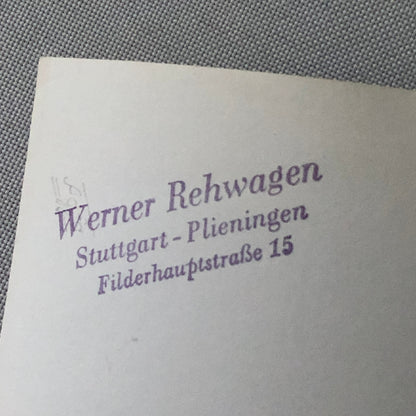 Werner Rehwagen
Stuttgart-Plieningen
Filderhauptstraße 15